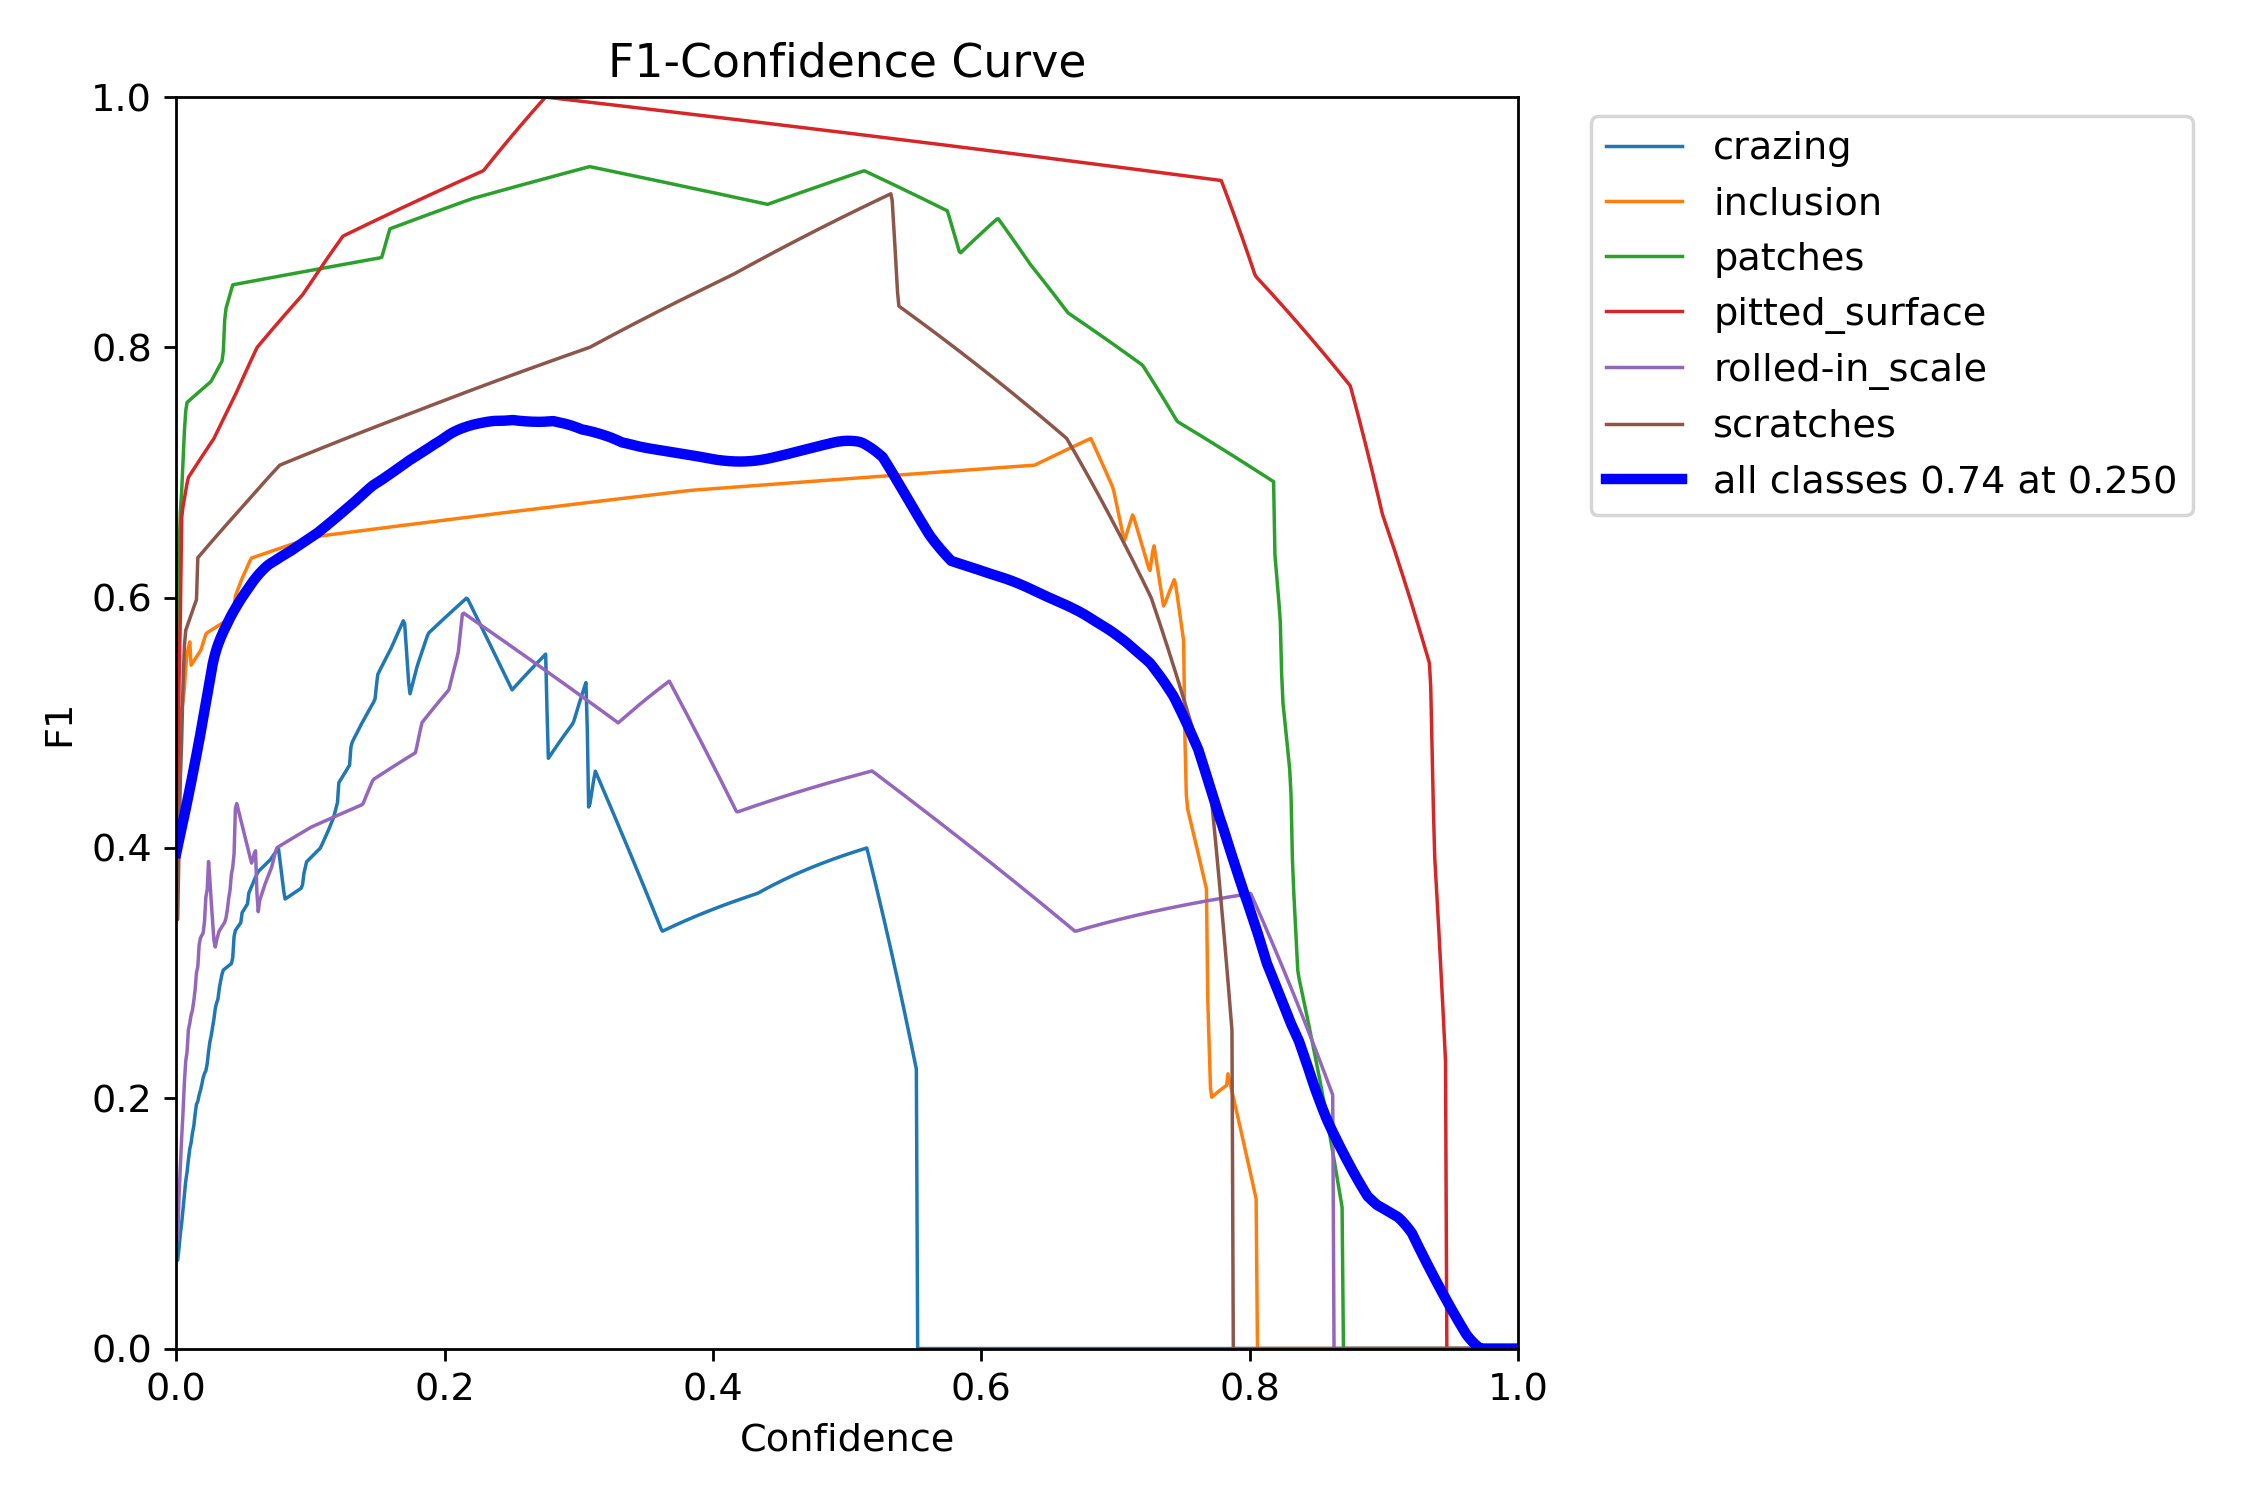 F1-Confidence Curve
1.0
0.8
0.6
0.4
0.2
0.0
F1
0.0 0.2 0.4 0.6 0.8 1.0
Confidence
crazing
inclusion
patches
pitted_surface
rolled-in_scale
scratches
all classes 0.74 at 0.250